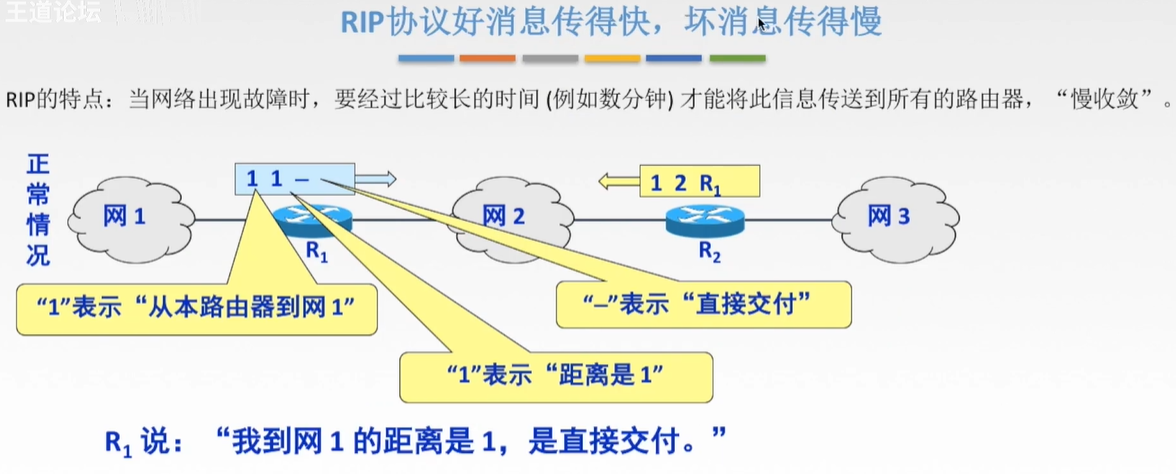 王道论坛
RIP协议好消息传得快，坏消息传得慢
RIP的特点：当网络出现故障时，要经过比较长的时间 (例如数分钟) 才能将此信息传送到所有的路由器，“慢收敛”。
正常情况
1 1 –
1 2 R₁
网 1
网 2
网 3
R₁
R₂
“1”表示“从本路由器到网 1”
“–”表示“直接交付”
“1”表示“距离是 1”
R₁ 说：“我到网 1 的距离是 1，是直接交付。”